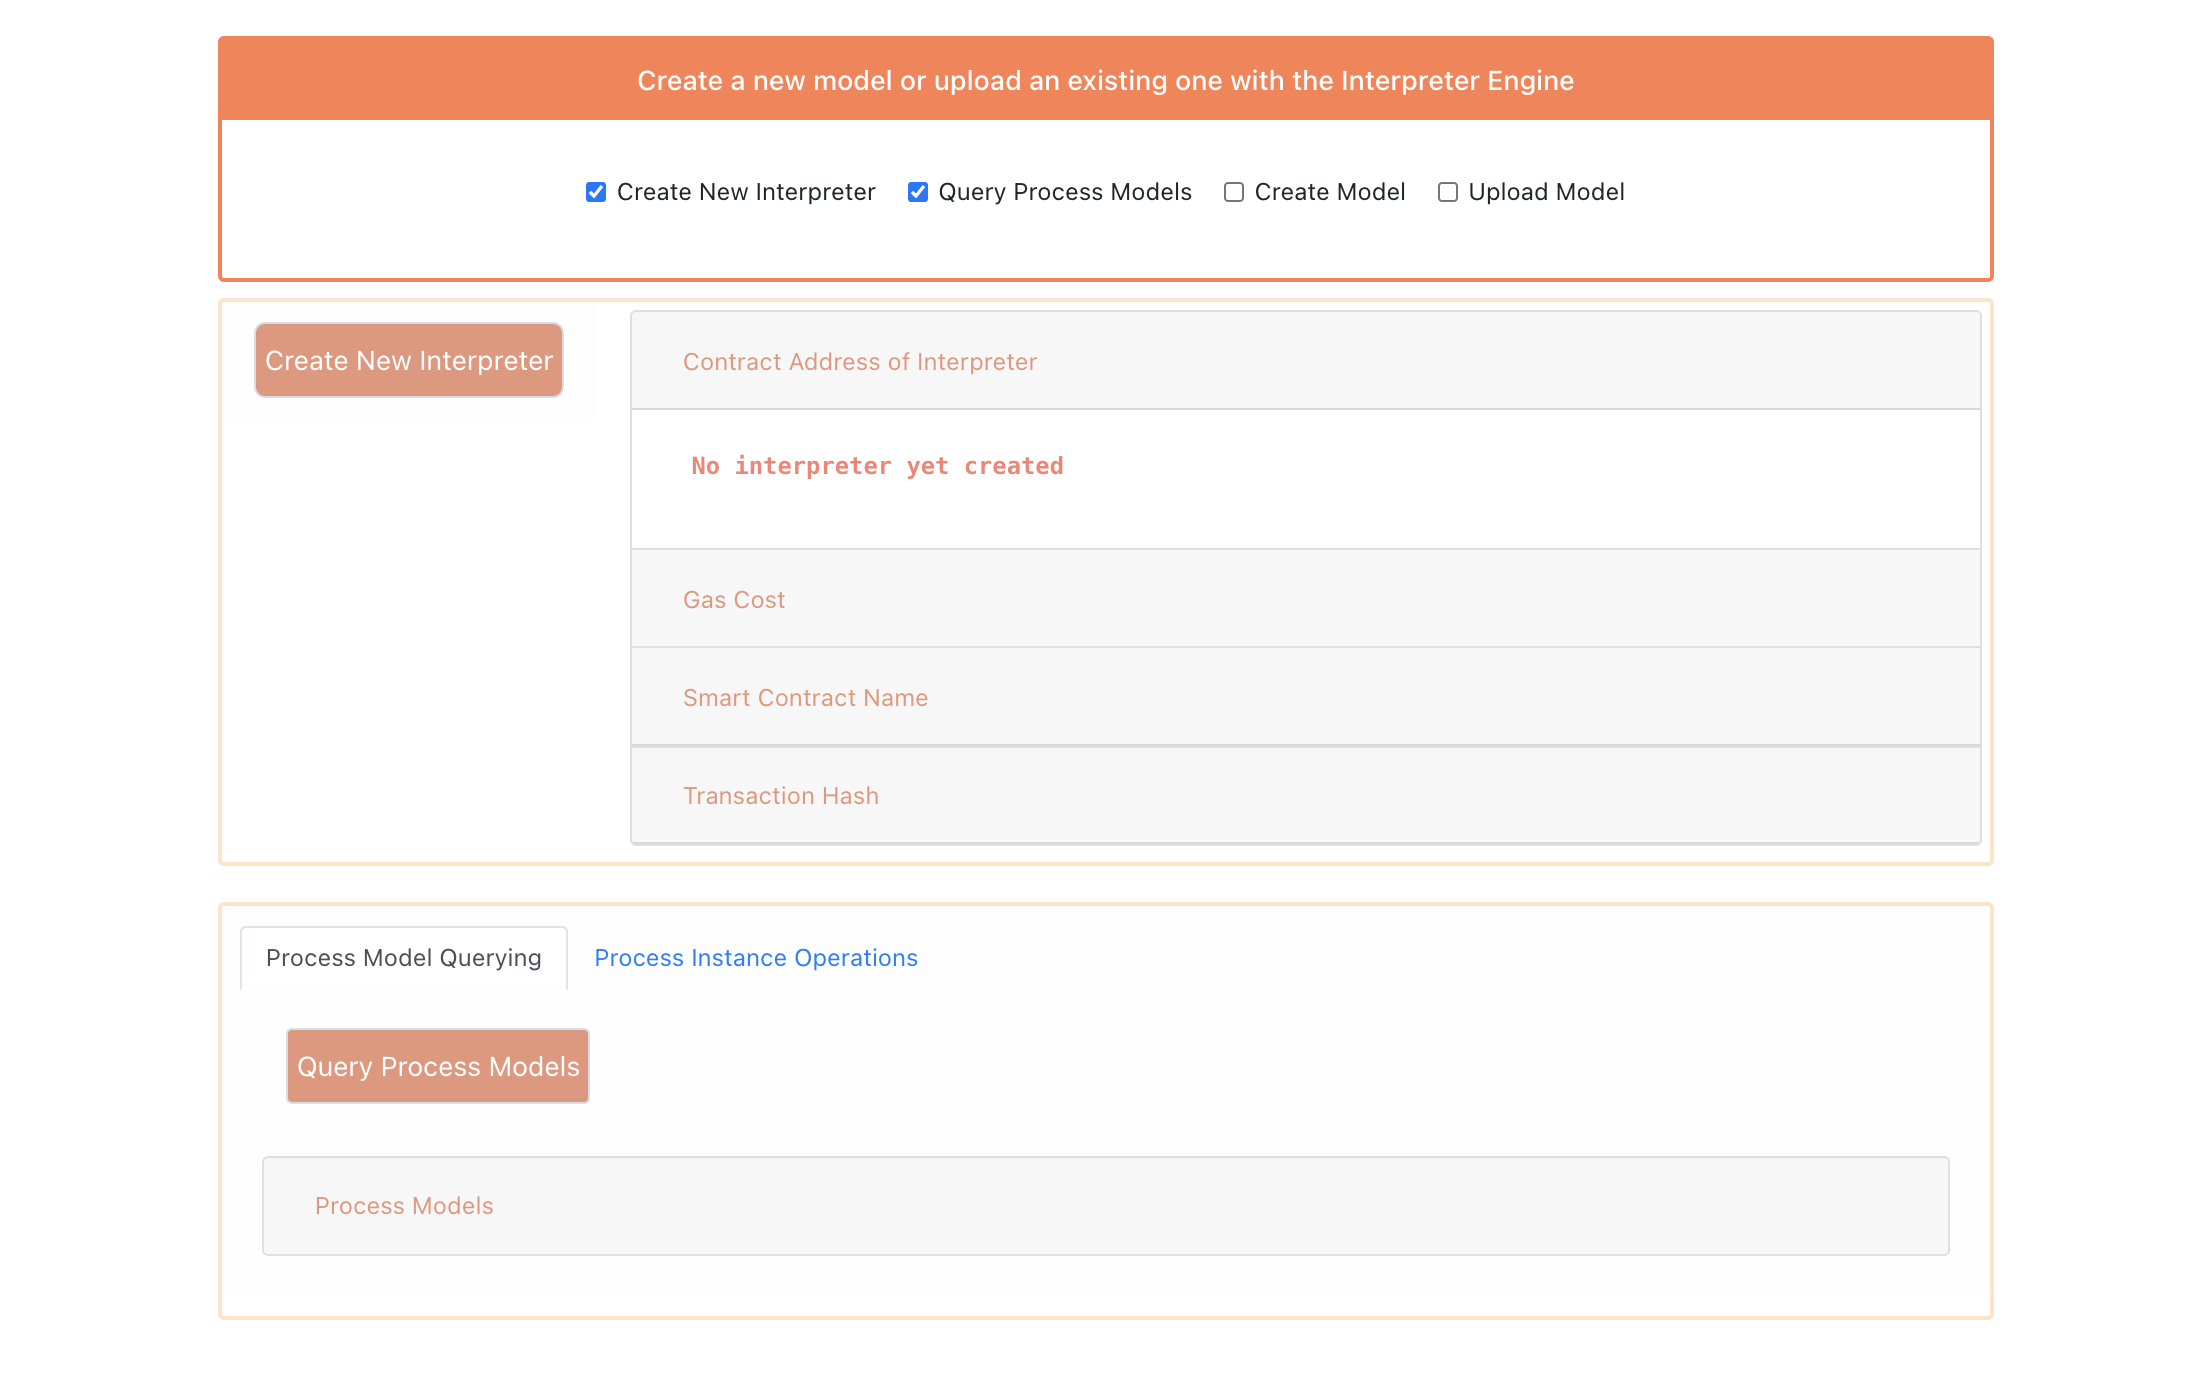 Create a new model or upload an existing one with the Interpreter Engine
Create New Interpreter Query Process Models Create Model Upload Model
Create New Interpreter
Contract Address of Interpreter
No interpreter yet created
Gas Cost
Smart Contract Name
Transaction Hash
Process Model Querying Process Instance Operations
Query Process Models
Process Models